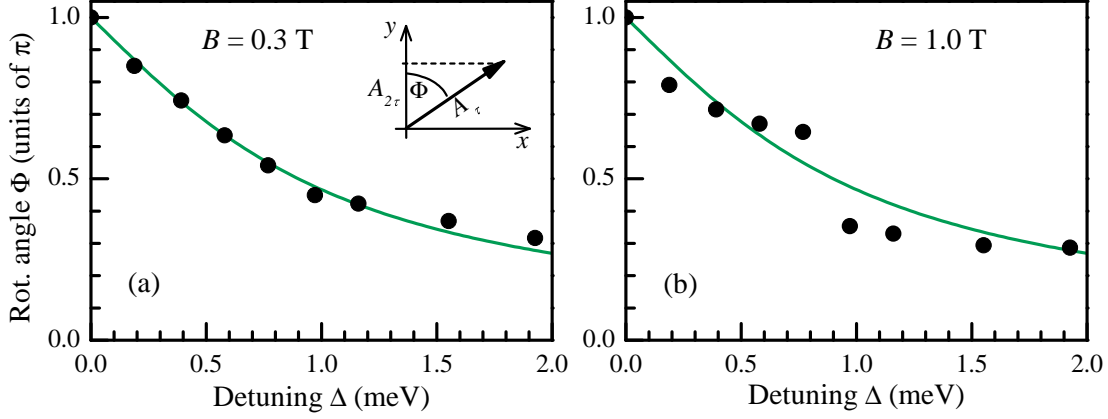 Rot. angle Φ (units of π)
1.0
0.5
0.0
B = 0.3 T
y
A2τ
Φ
Aτ
x
(a)
0.0 0.5 1.0 1.5 2.0
Detuning Δ (meV)
1.0
0.5
0.0
B = 1.0 T
(b)
0.0 0.5 1.0 1.5 2.0
Detuning Δ (meV)